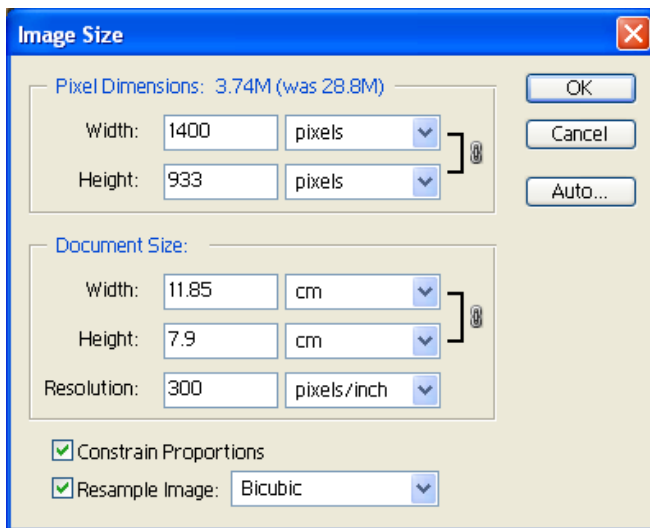 Image Size
Pixel Dimensions: 3.74M (was 28.8M)
OK
Width: 1400 pixels
Cancel
Height: 933 pixels
Auto...
Document Size:
Width: 11.85 cm
Height: 7.9 cm
Resolution: 300 pixels/inch
Constrain Proportions
Resample Image: Bicubic